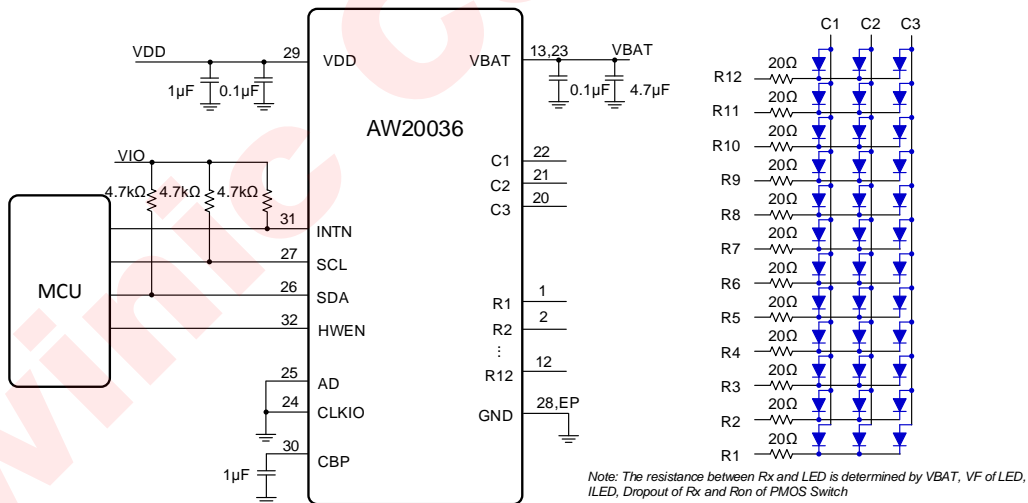 VDD
29
VDD
1µF
0.1µF
VBAT
13,23
VBAT
0.1µF
4.7µF
AW20036
VIO
4.7kΩ
4.7kΩ
4.7kΩ
MCU
31
INTN
27
SCL
26
SDA
32
HWEN
25
AD
24
CLKIO
30
CBP
1µF
C1
22
C2
21
C3
20
R1
1
R2
2
⋮
R12
12
GND
28,EP
C1
C2
C3
20Ω
R12
20Ω
R11
20Ω
R10
20Ω
R9
20Ω
R8
20Ω
R7
20Ω
R6
20Ω
R5
20Ω
R4
20Ω
R3
20Ω
R2
20Ω
R1
Note: The resistance between Rx and LED is determined by VBAT, VF of LED,
ILED, Dropout of Rx and Ron of PMOS Switch
winic C